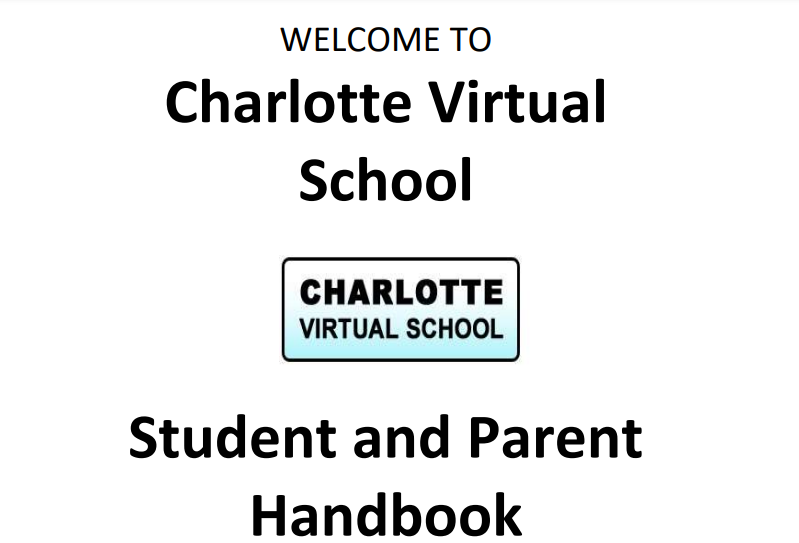 WELCOME TO
Charlotte Virtual
School
CHARLOTTE
VIRTUAL SCHOOL
Student and Parent
Handbook